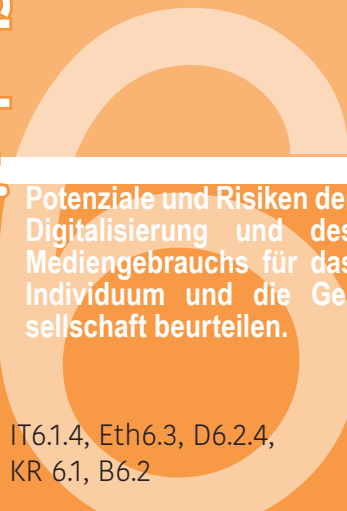 Potenziale und Risiken der
Digitalisierung und des
Mediengebrauchs für das
Individuum und die Ge
sellschaft beurteilen.
IT6.1.4, Eth6.3, D6.2.4,
KR 6.1, B6.2